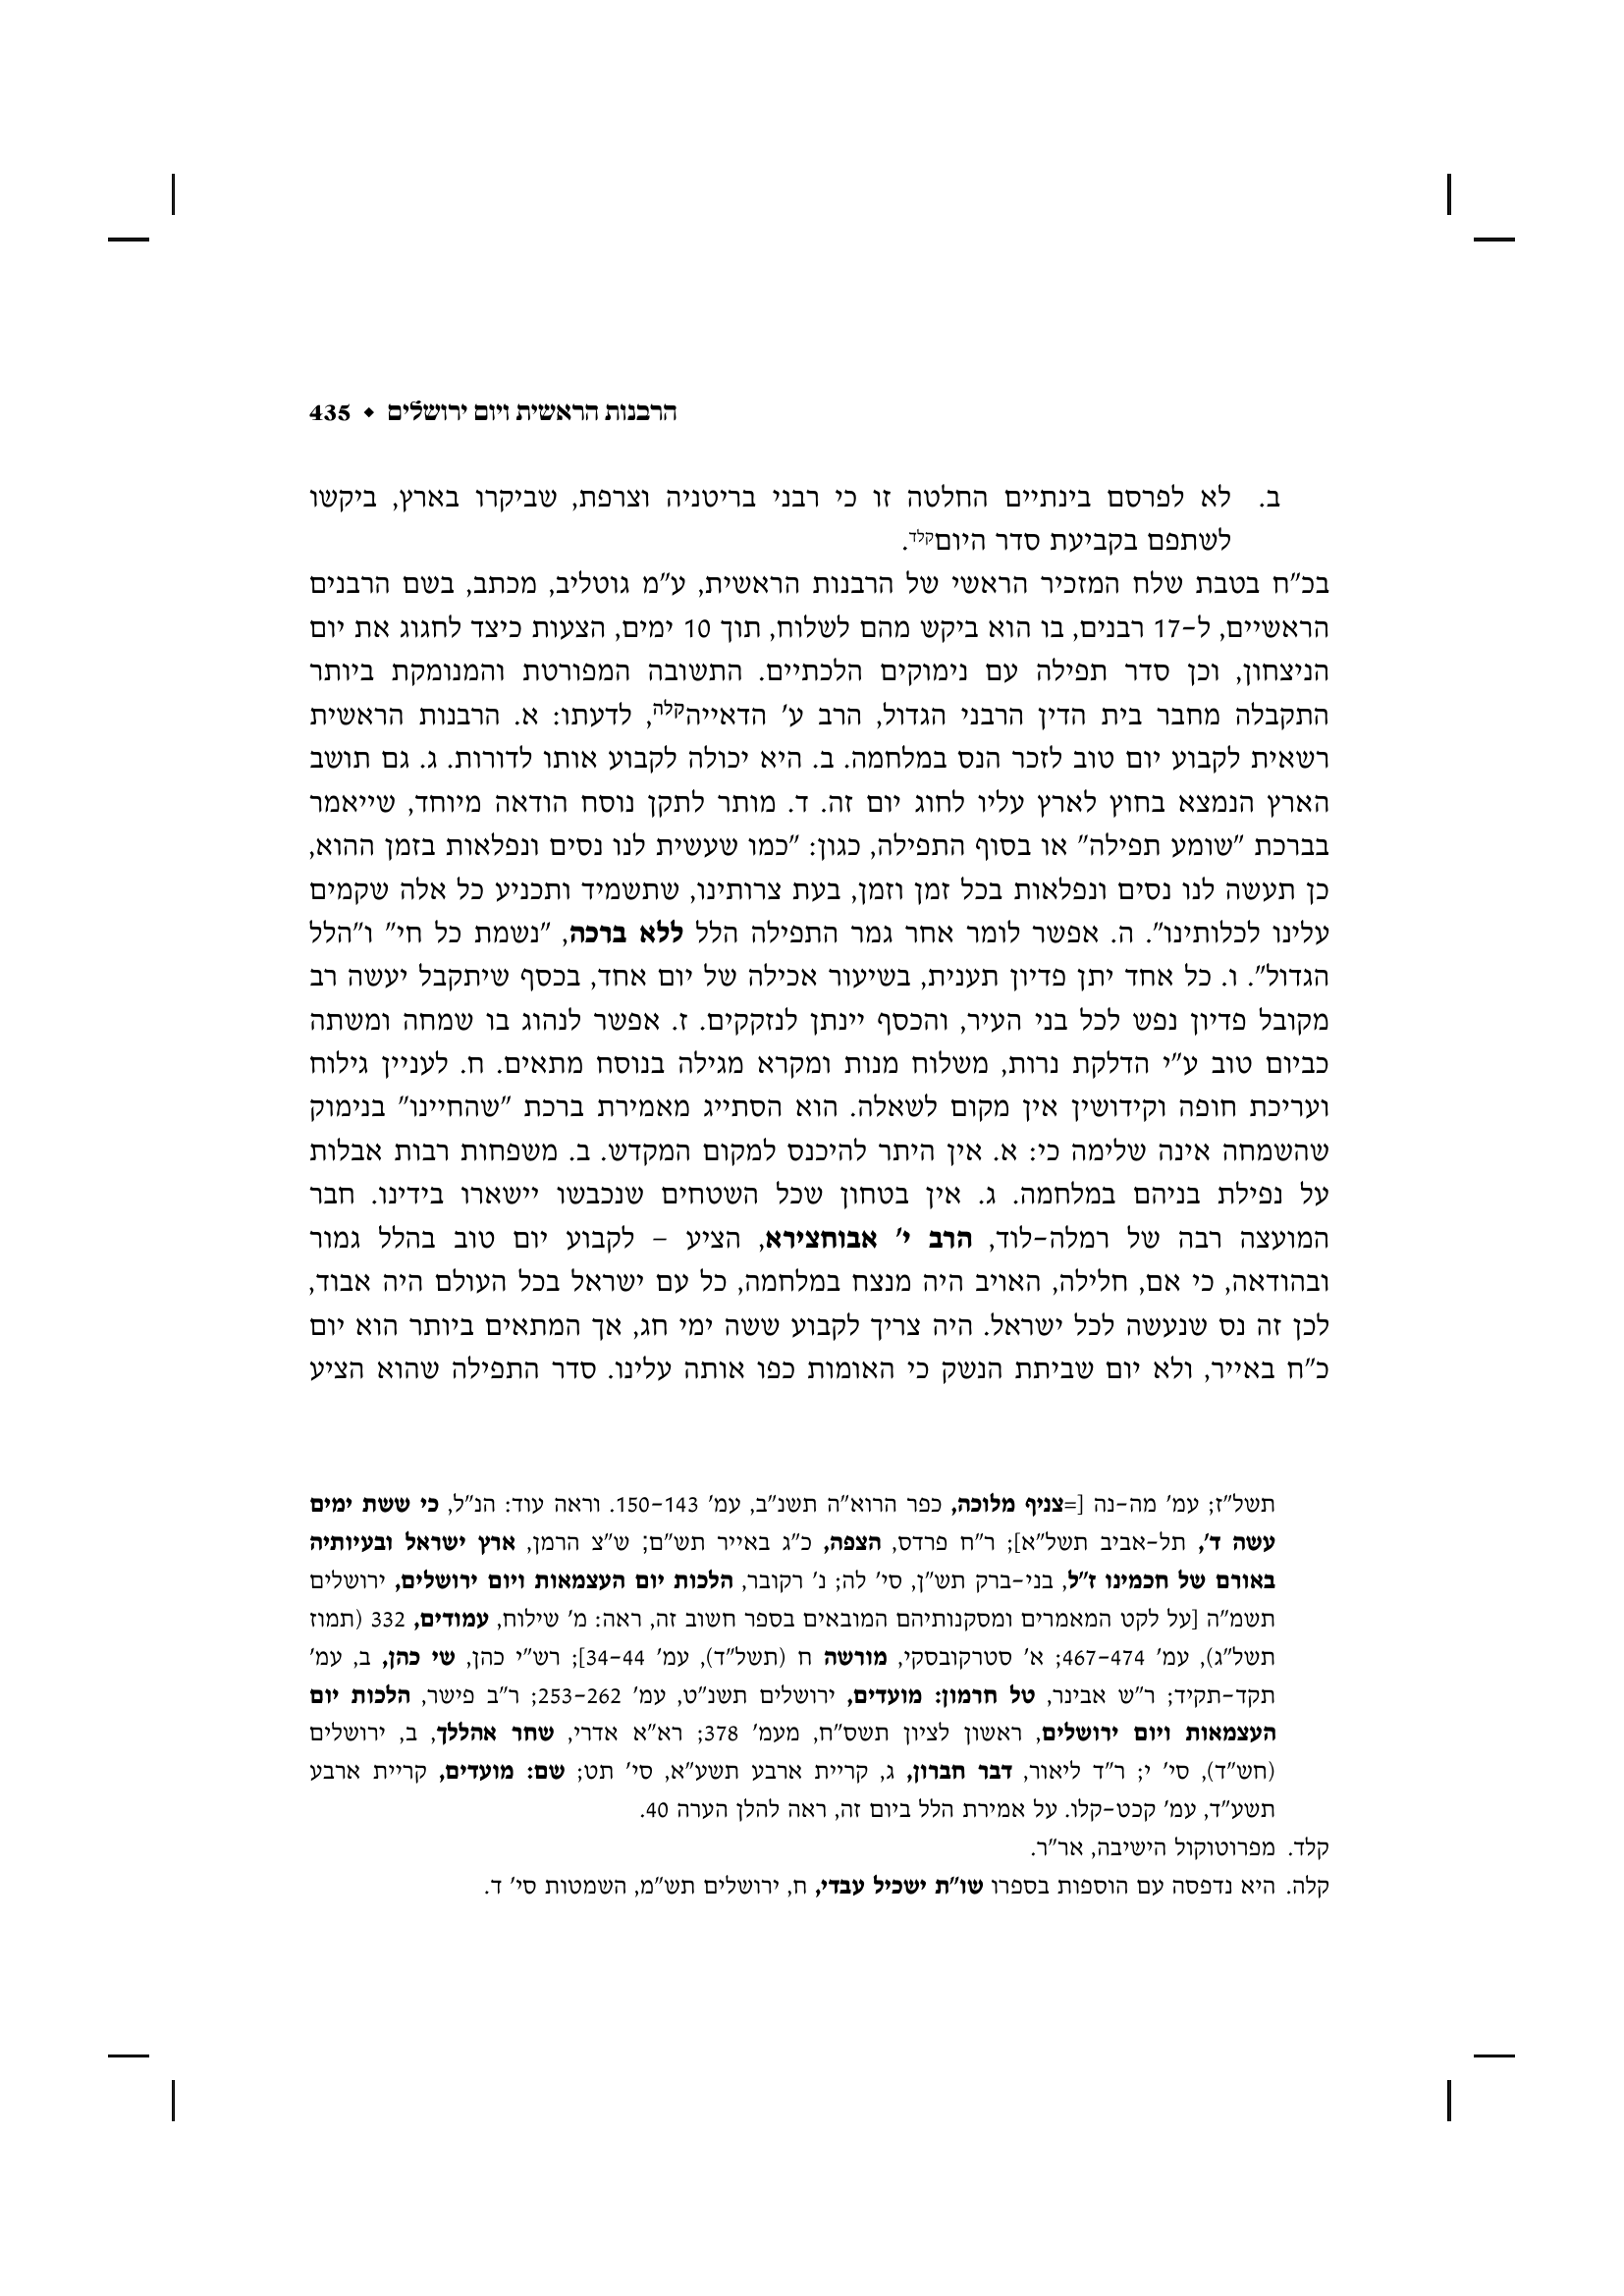 הרבנות הראשית ויום ירושלים ◆ 435
ב. לא לפרסם בינתיים החלטה זו כי רבני בריטניה וצרפת, שביקרו בארץ, ביקשו
לשתפם בקביעת סדר היוםקלד.
בכ"ח בטבת שלח המזכיר הראשי של הרבנות הראשית, ע"מ גוטליב, מכתב, בשם הרבנים
הראשיים, ל-17 רבנים, בו הוא ביקש מהם לשלוח, תוך 10 ימים, הצעות כיצד לחגוג את יום
הניצחון, וכן סדר תפילה עם נימוקים הלכתיים. התשובה המפורטת והמנומקת ביותר
התקבלה מחבר בית הדין הרבני הגדול, הרב ע' הדאייהקלה, לדעתו: א. הרבנות הראשית
רשאית לקבוע יום טוב לזכר הנס במלחמה. ב. היא יכולה לקבוע אותו לדורות. ג. גם תושב
הארץ הנמצא בחוץ לארץ עליו לחוג יום זה. ד. מותר לתקן נוסח הודאה מיוחד, שייאמר
בברכת "שומע תפילה" או בסוף התפילה, כגון: "כמו שעשית לנו נסים ונפלאות בזמן ההוא,
כן תעשה לנו נסים ונפלאות בכל זמן וזמן, בעת צרותינו, שתשמיד ותכניע כל אלה שקמים
עלינו לכלותינו". ה. אפשר לומר אחר גמר התפילה הלל ללא ברכה, "נשמת כל חי" ו"הלל
הגדול". ו. כל אחד יתן פדיון תענית, בשיעור אכילה של יום אחד, בכסף שיתקבל יעשה רב
מקובל פדיון נפש לכל בני העיר, והכסף יינתן לנזקקים. ז. אפשר לנהוג בו שמחה ומשתה
כביום טוב ע"י הדלקת נרות, משלוח מנות ומקרא מגילה בנוסח מתאים. ח. לעניין גילוח
ועריכת חופה וקידושין אין מקום לשאלה. הוא הסתייג מאמירת ברכת "שהחיינו" בנימוק
שהשמחה אינה שלימה כי: א. אין היתר להיכנס למקום המקדש. ב. משפחות רבות אבלות
על נפילת בניהם במלחמה. ג. אין בטחון שכל השטחים שנכבשו יישארו בידינו. חבר
המועצה רבה של רמלה-לוד, הרב י' אבוחצירא, הציע – לקבוע יום טוב בהלל גמור
ובהודאה, כי אם, חלילה, האויב היה מנצח במלחמה, כל עם ישראל בכל העולם היה אבוד,
לכן זה נס שנעשה לכל ישראל. היה צריך לקבוע ששה ימי חג, אך המתאים ביותר הוא יום
כ"ח באייר, ולא יום שביתת הנשק כי האומות כפו אותה עלינו. סדר התפילה שהוא הציע
תשל"ז; עמ' מה-נה [=צניף מלוכה, כפר הרוא"ה תשנ"ב, עמ' 150-143. וראה עוד: הנ"ל, כי ששת ימים
עשה ד', תל-אביב תשל"א]; ר"ח פרדס, הצפה, כ"ג באייר תש"ם; ש"צ הרמן, ארץ ישראל ובעיותיה
באורם של חכמינו ז"ל, בני-ברק תש"ן, סי' לה; נ' רקובר, הלכות יום העצמאות ויום ירושלים, ירושלים
תשמ"ה [על לקט המאמרים ומסקנותיהם המובאים בספר חשוב זה, ראה: מ' שילוח, עמודים, 332 (תמוז
תשל"ג), עמ' 467-474; א' סטרקובסקי, מורשה ח (תשל"ד), עמ' 34-44]; רש"י כהן, שי כהן, ב, עמ'
תקד-תקיד; ר"ש אבינר, טל חרמון: מועדים, ירושלים תשנ"ט, עמ' 253-262; ר"ב פישר, הלכות יום
העצמאות ויום ירושלים, ראשון לציון תשס"ח, מעמ' 378; רא"א אדרי, שחר אהללך, ב, ירושלים
(חש"ד), סי' י; ר"ד ליאור, דבר חברון, ג, קריית ארבע תשע"א, סי' תט; שם: מועדים, קריית ארבע
תשע"ד, עמ' קכט-קלו. על אמירת הלל ביום זה, ראה להלן הערה 40.
קלד. מפרוטוקול הישיבה, אר"ר.
קלה. היא נדפסה עם הוספות בספרו שו"ת ישכיל עבדי, ח, ירושלים תש"מ, השמטות סי' ד.